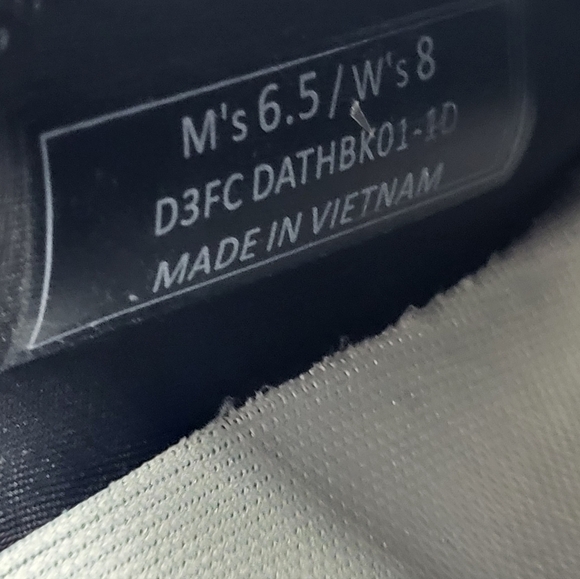 M's 6.5 / W's 8
D3FC DATHBK01-1D
MADE IN VIETNAM